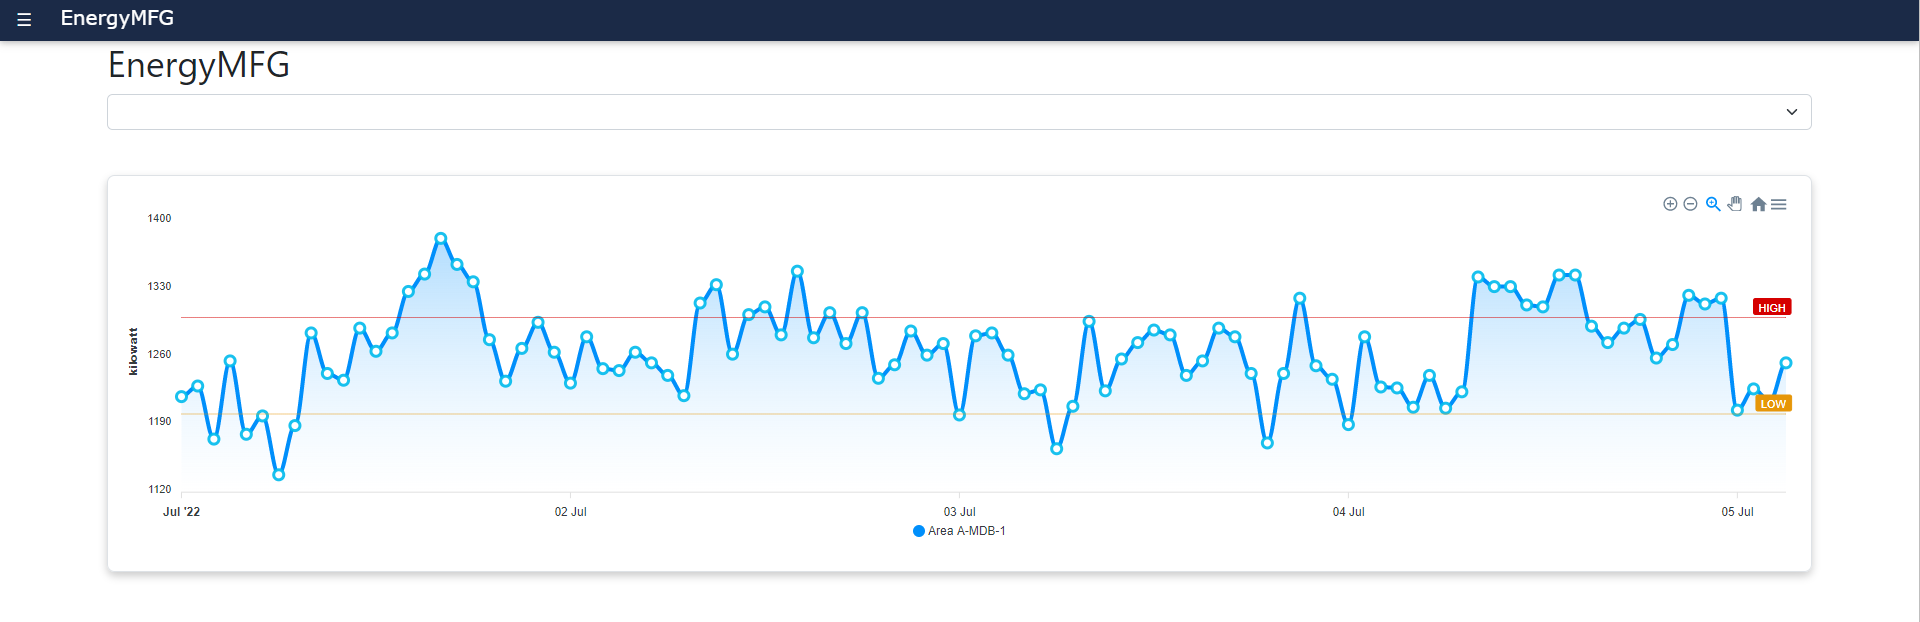 EnergyMFG
EnergyMFG
1400
1330
1260
1190
1120
kilowatt
HIGH
LOW
Jul '22
02 Jul
03 Jul
04 Jul
05 Jul
Area A-MDB-1